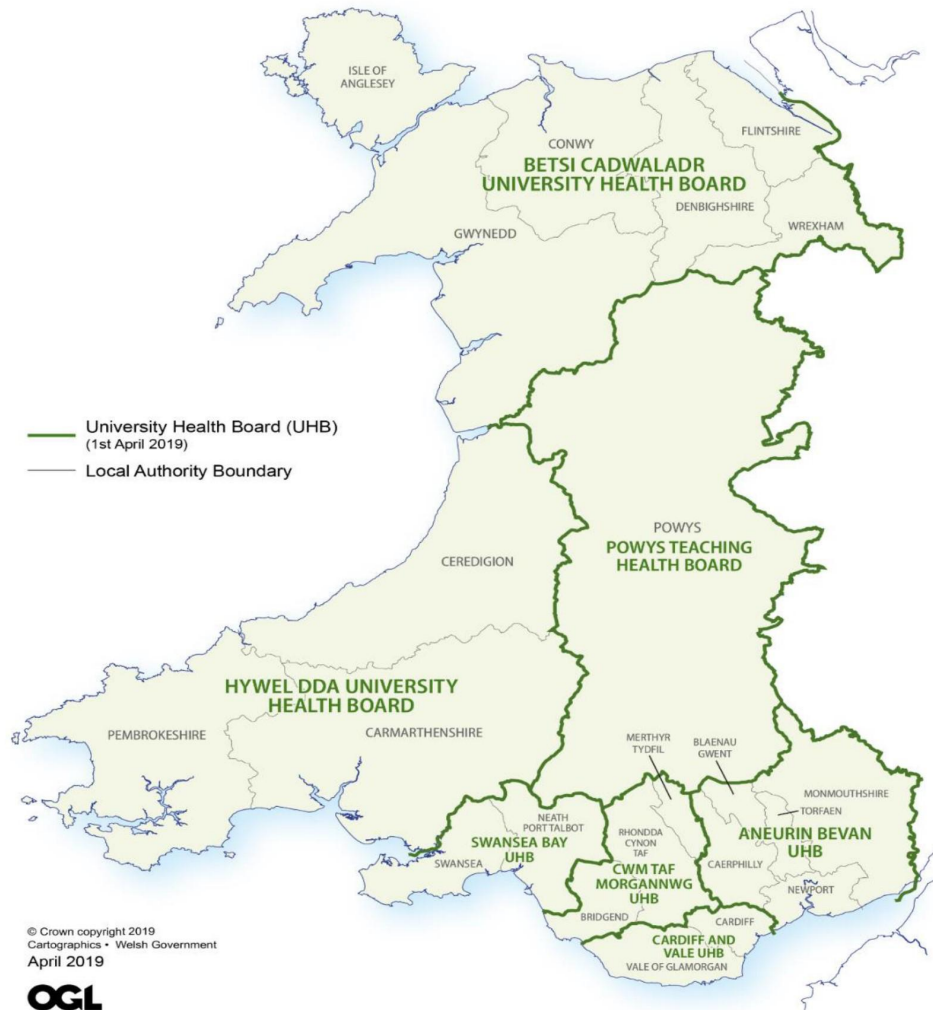 ISLE OF
ANGLESEY
FLINTSHIRE
CONWY
BETSI CADWALADR
UNIVERSITY HEALTH BOARD
DENBIGHSHIRE
WREXHAM
GWYNEDD
University Health Board (UHB)
(1st April 2019)
Local Authority Boundary
POWYS
POWYS TEACHING
HEALTH BOARD
CEREDIGION
HYWEL DDA UNIVERSITY
HEALTH BOARD
PEMBROKESHIRE
CARMARTHENSHIRE
MERTHYR
TYDFIL
BLAENAU
GWENT
MONMOUTHSHIRE
TORFAEN
NEATH
PORT TALBOT
SWANSEA BAY
UHB
SWANSEA
RHONDDA
CYNON
TAF
CWM TAF
MORGANNWG
UHB
ANEURIN BEVAN
UHB
CAERPHILLY
NEWPORT
BRIDGEND
CARDIFF
CARDIFF AND
VALE UHB
VALE OF GLAMORGAN
© Crown copyright 2019
Cartographics • Welsh Government
April 2019
OGL